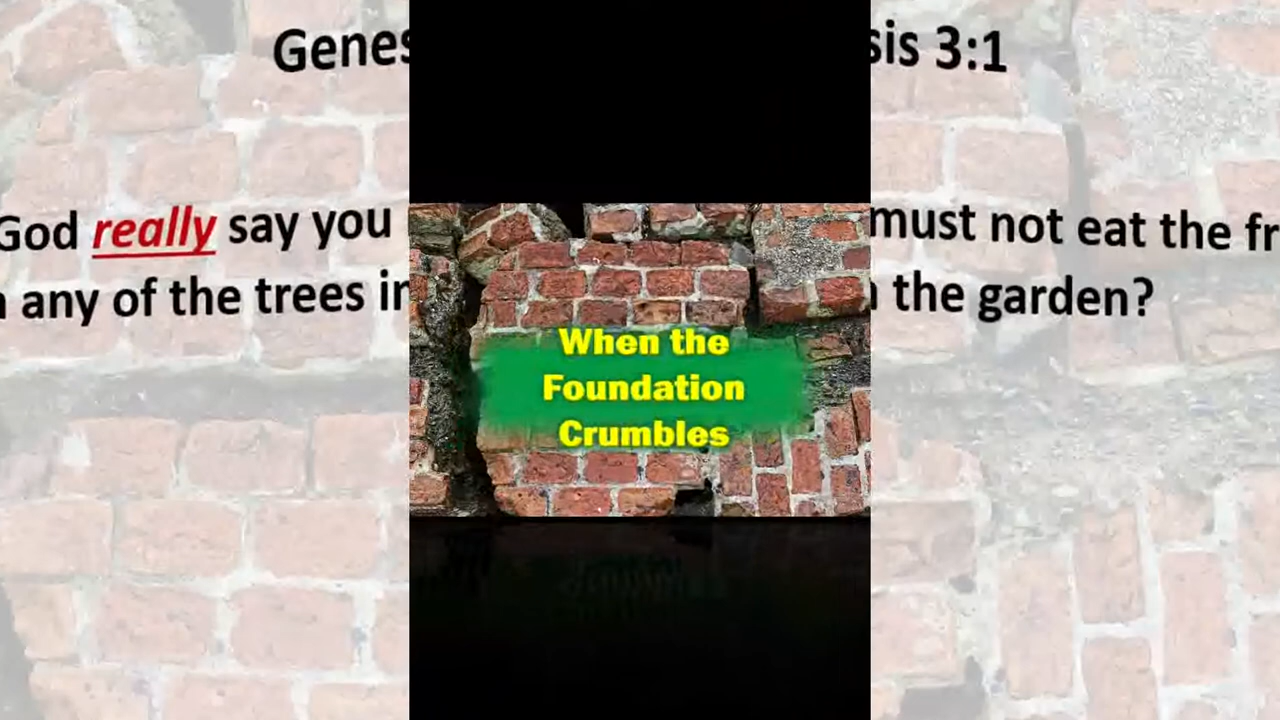 Genes sis 3:1
God really say you must not eat the fr
any of the trees in the garden?
When the
Foundation
Crumbles